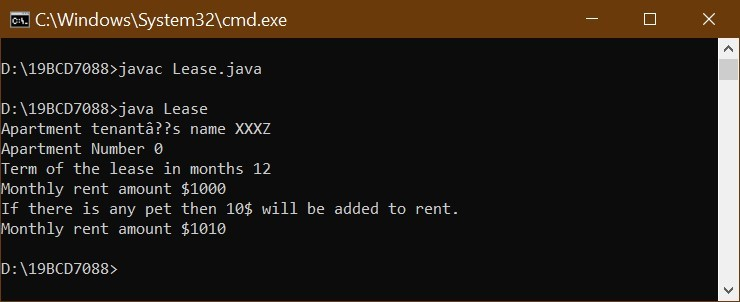 C:\Windows\System32\cmd.exe
D:\19BCD7088>javac Lease.java
D:\19BCD7088>java Lease
Apartment tenantâ??s name XXXZ
Apartment Number 0
Term of the lease in months 12
Monthly rent amount $1000
If there is any pet then 10$ will be added to rent.
Monthly rent amount $1010
D:\19BCD7088>